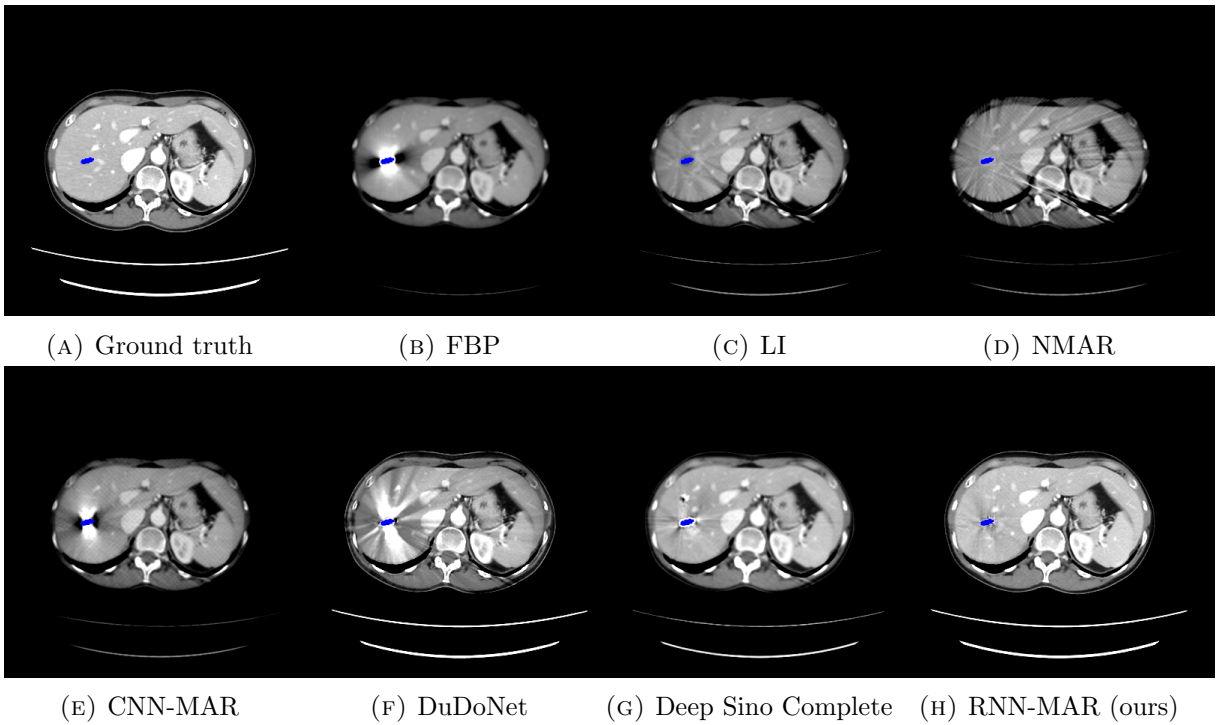 (A) Ground truth
(B) FBP
(C) LI
(D) NMAR
(E) CNN-MAR
(F) DuDoNet
(G) Deep Sino Complete
(H) RNN-MAR (ours)